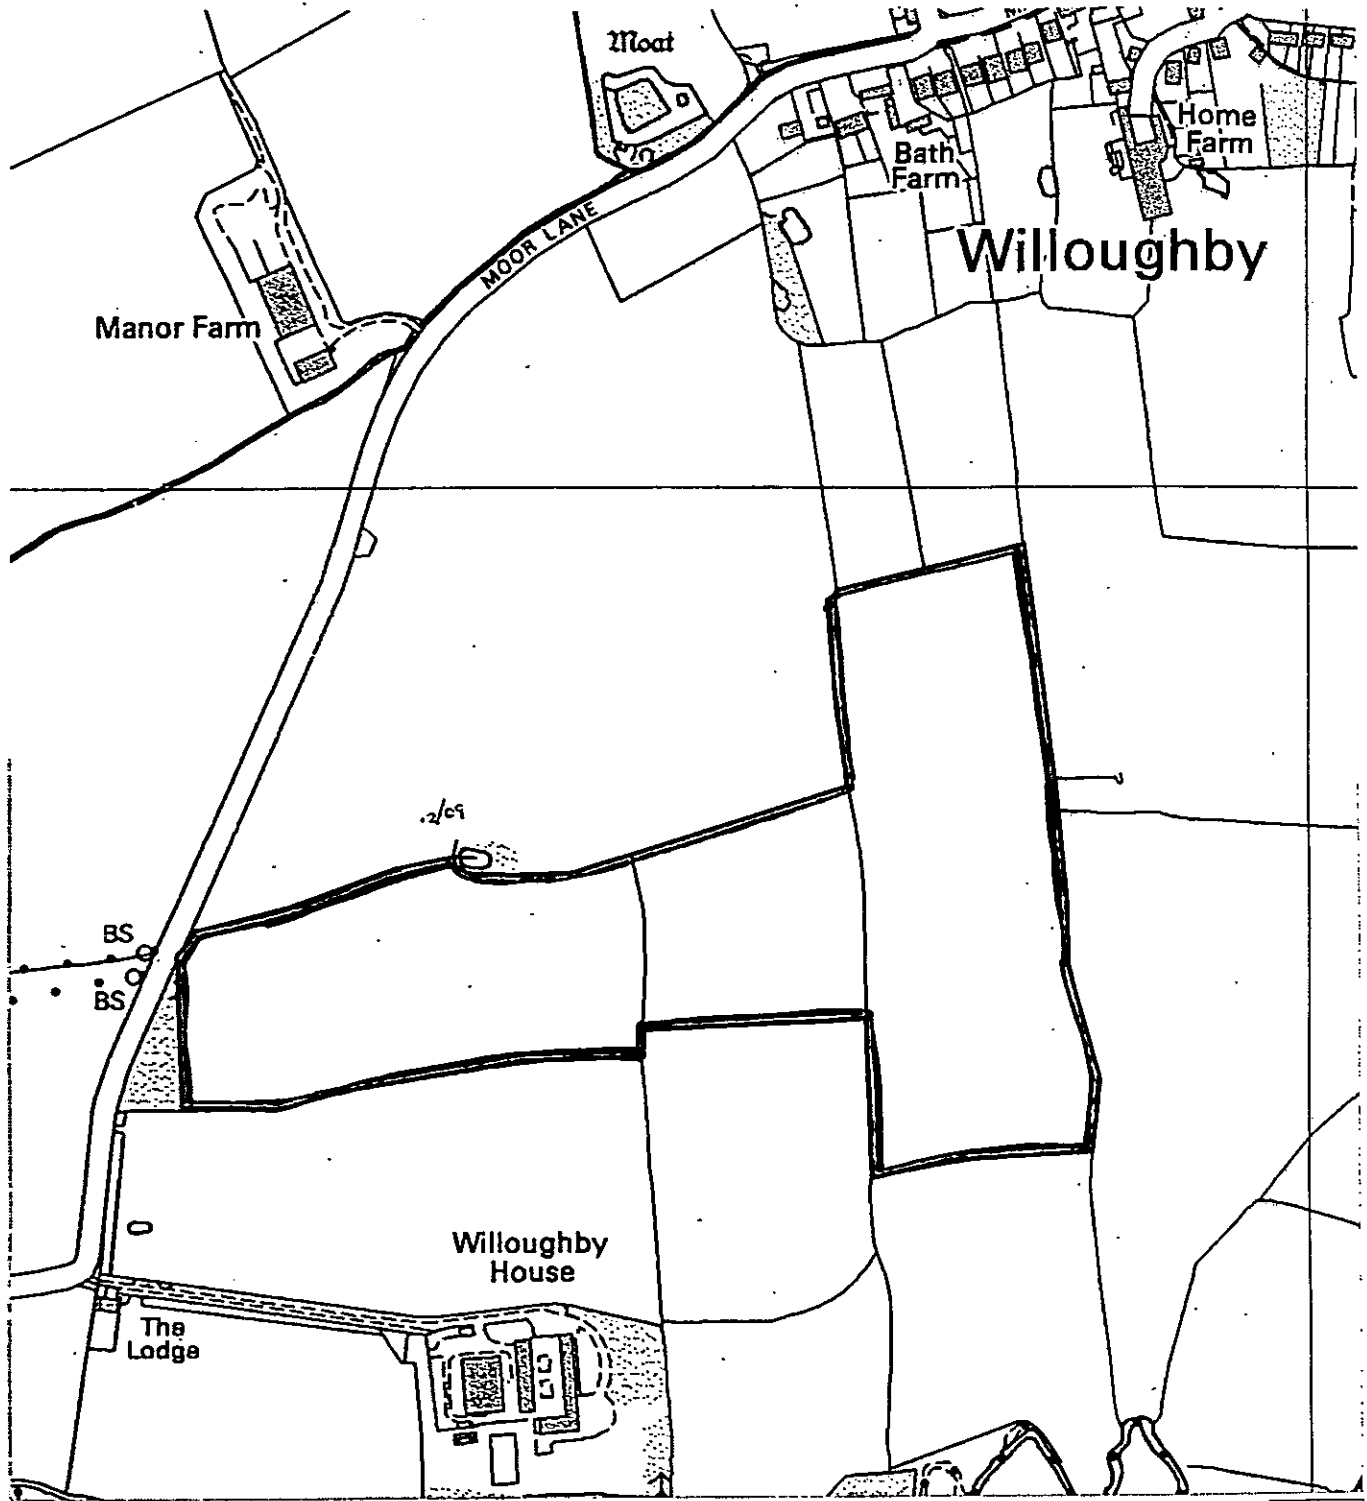 Moat
Home
Farm
Bath
Farm
MOOR LANE
Willoughby
Manor Farm
BS
BS
Willoughby
House
The
Lodge